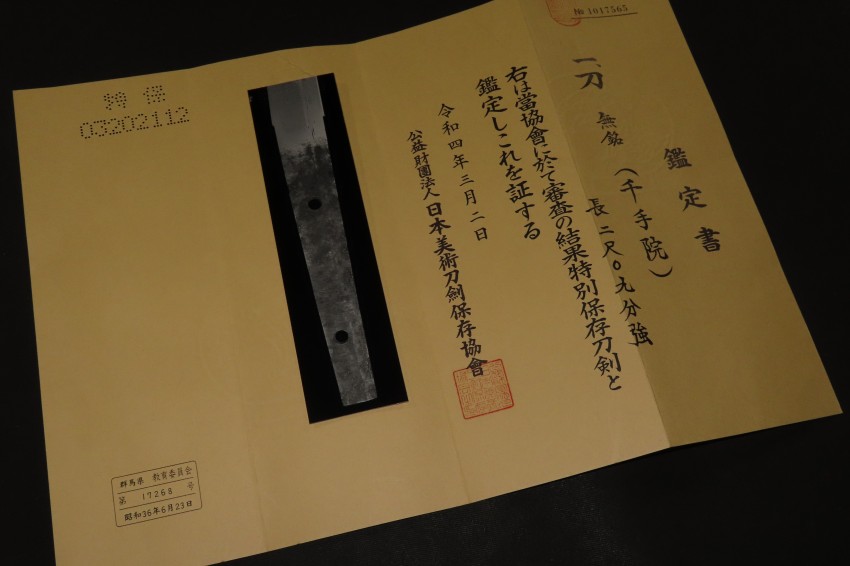 № 1017565
鑑定書
一、刀 無銘（千手院）
長二尺〇九分強
右は當協會に於て審査の結果特別保存刀剣と
鑑定しこれを証する
令和四年三月二日
公益財團法人 日本美術刀劍保存協會
特保
03202112
群馬県 教育委員会
第 17268 号
昭和36年6月23日